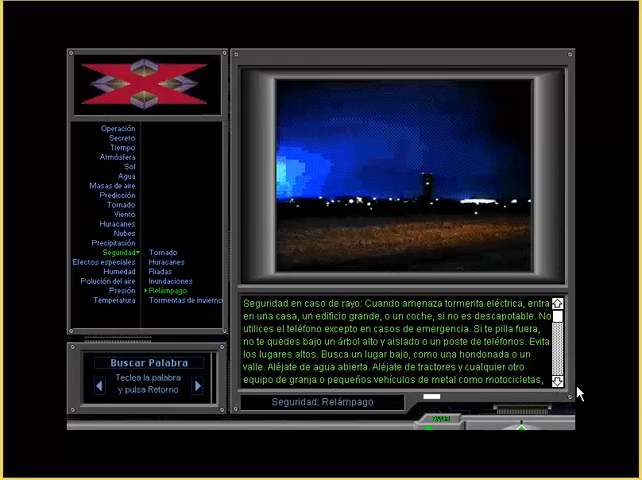 Operación
Secreto
Tiempo
Atmósfera
Sol
Agua
Masas de aire
Predicción
Tornado
Viento
Huracanes
Nubes
Precipitación
Seguridad
Efectos especiales
Humedad
Polución del aire
Presión
Temperatura
Tornado
Huracanes
Riadas
Inundaciones
Relámpago
Tormentas de invierno
Buscar Palabra
Teclea la palabra
y pulsa Retorno
Seguridad en caso de rayo: Cuando amenaza tormenta eléctrica, entra
en una casa, un edificio grande, o un coche, si no es descapotable. No
utilices el teléfono excepto en casos de emergencia. Si te pilla fuera,
no te quedes bajo un árbol alto y aislado o un poste de teléfonos. Evita
los lugares altos. Busca un lugar bajo, como una hondonada o un
valle. Aléjate de agua abierta. Aléjate de tractores y cualquier otro
equipo de granja o pequeños vehículos de metal como motocicletas,
Seguridad: Relámpago